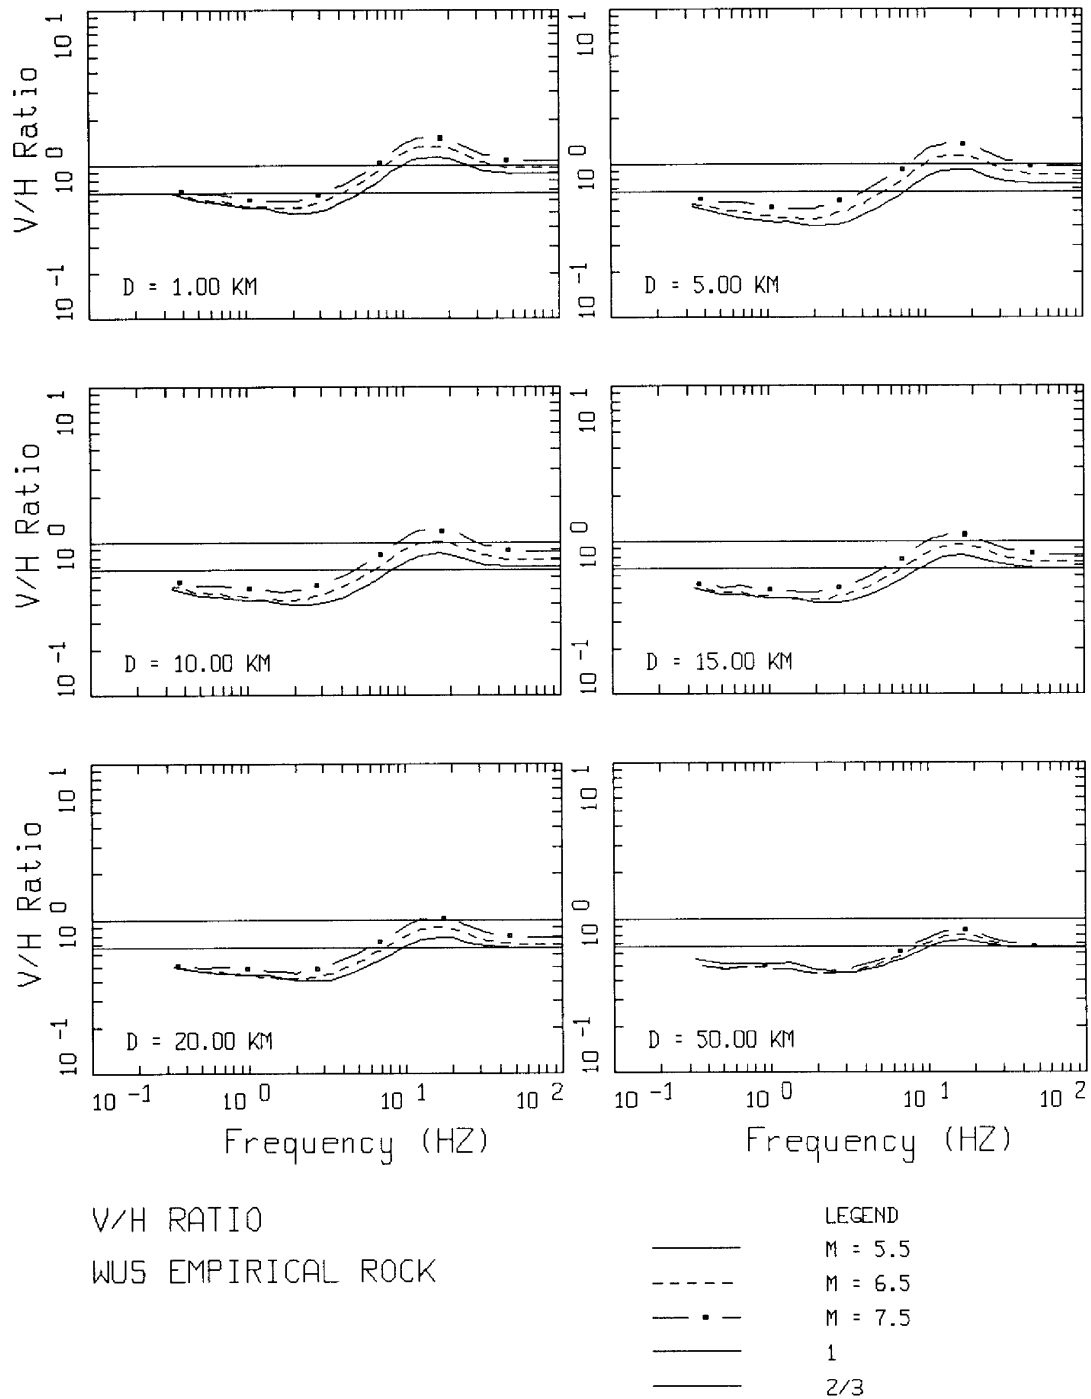 V/H Ratio
10^1
10^0
10^-1
D = 1.00 KM
10^1
10^0
10^-1
D = 5.00 KM
V/H Ratio
10^1
10^0
10^-1
D = 10.00 KM
10^1
10^0
10^-1
D = 15.00 KM
V/H Ratio
10^1
10^0
10^-1
D = 20.00 KM
10^1
10^0
10^-1
D = 50.00 KM
10^-1 10^0 10^1 10^2
10^-1 10^0 10^1 10^2
Frequency (HZ)
Frequency (HZ)
V/H RATIO
WUS EMPIRICAL ROCK
LEGEND
M = 5.5
M = 6.5
M = 7.5
1
2/3